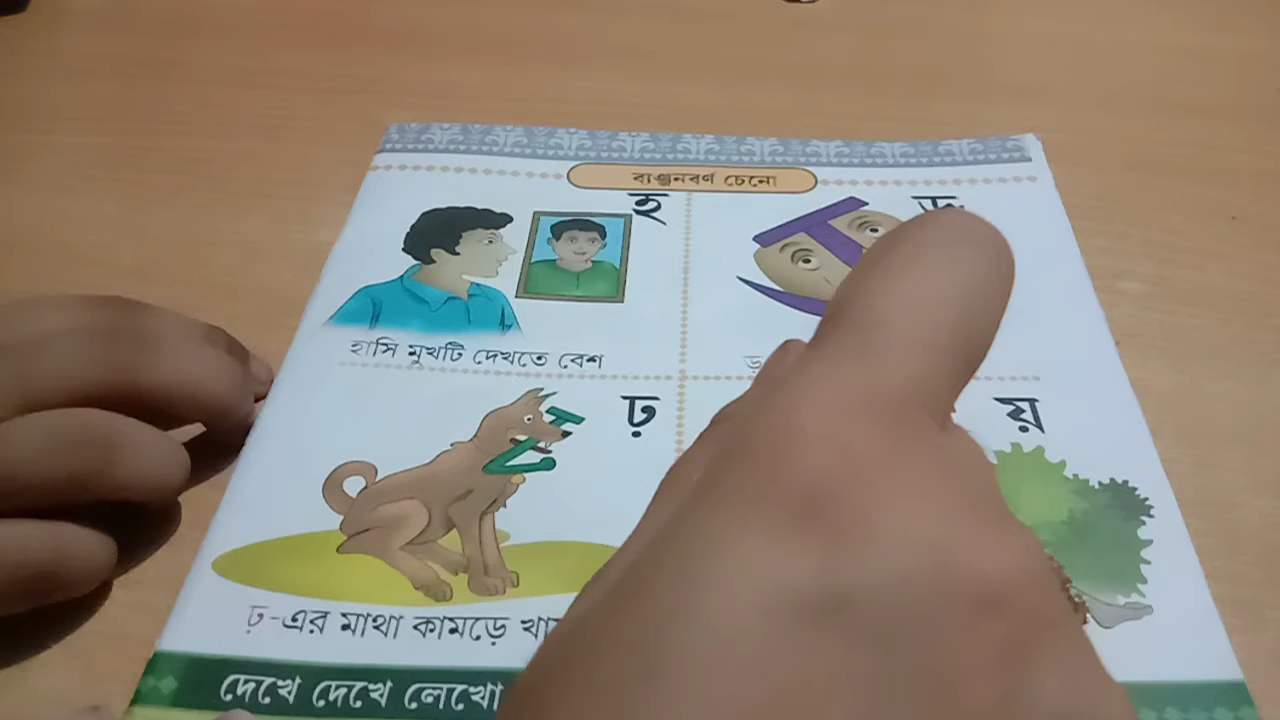 ব্যঞ্জনবর্ণ চেনো
হ
হাসি মুখটি দেখতে বেশ
ঢ়
য়
ঢ়-এর মাথা কামড়ে
দেখে দেখে লেখো